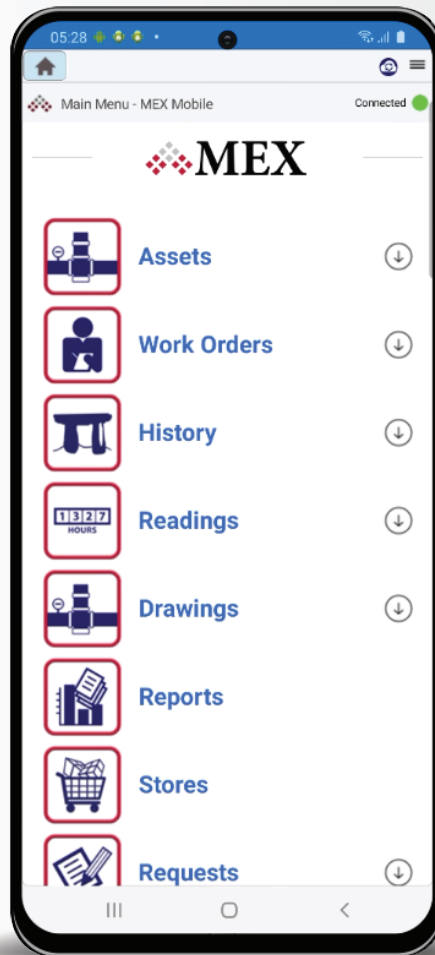 05:28
Main Menu - MEX Mobile
Connected
MEX
Assets
Work Orders
History
1327
HOURS
Readings
Drawings
Reports
Stores
Requests